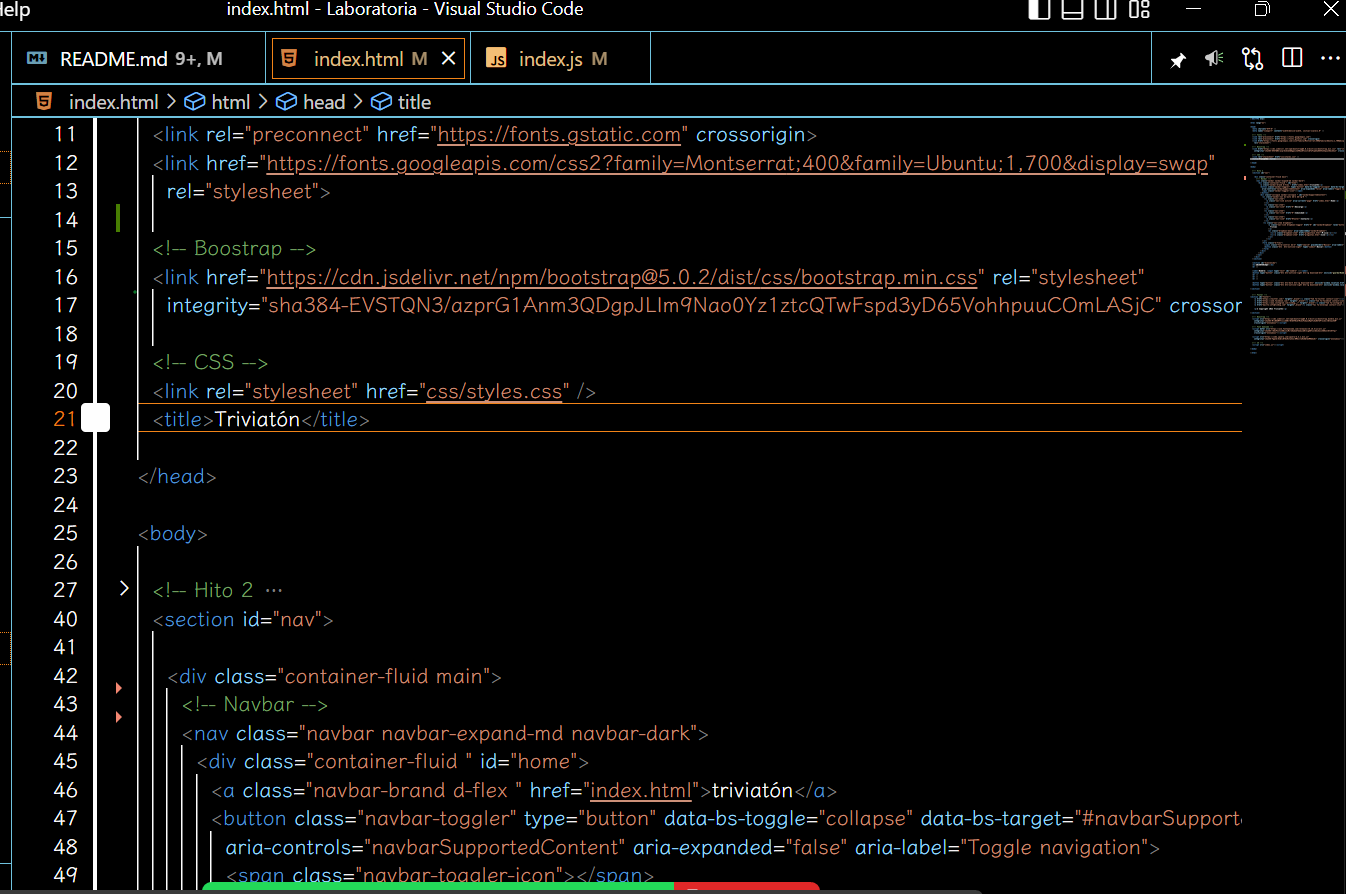 Help
index.html - Laboratoria - Visual Studio Code
README.md 9+, M
index.html M
JS index.js M
index.html > html > head > title
11 <link rel="preconnect" href="https://fonts.gstatic.com" crossorigin>
12 <link href="https://fonts.googleapis.com/css2?family=Montserrat;400&family=Ubuntu;1,700&display=swap"
13 rel="stylesheet">
14
15 <!-- Boostrap -->
16 <link href="https://cdn.jsdelivr.net/npm/bootstrap@5.0.2/dist/css/bootstrap.min.css" rel="stylesheet"
17 integrity="sha384-EVSTQN3/azprG1Anm3QDgpJLIm9Nao0Yz1ztcQTwFspd3yD65VohhpuuCOmLASjC" crossor
18
19 <!-- CSS -->
20 <link rel="stylesheet" href="css/styles.css" />
21 <title>Triviatón</title>
22
23 </head>
24
25 <body>
26
27 <!-- Hito 2 ···
40 <section id="nav">
41
42 <div class="container-fluid main">
43 <!-- Navbar -->
44 <nav class="navbar navbar-expand-md navbar-dark">
45 <div class="container-fluid " id="home">
46 <a class="navbar-brand d-flex " href="index.html">triviatón</a>
47 <button class="navbar-toggler" type="button" data-bs-toggle="collapse" data-bs-target="#navbarSupport
48 aria-controls="navbarSupportedContent" aria-expanded="false" aria-label="Toggle navigation">
49 <span class="navbar-toggler-icon"></span>